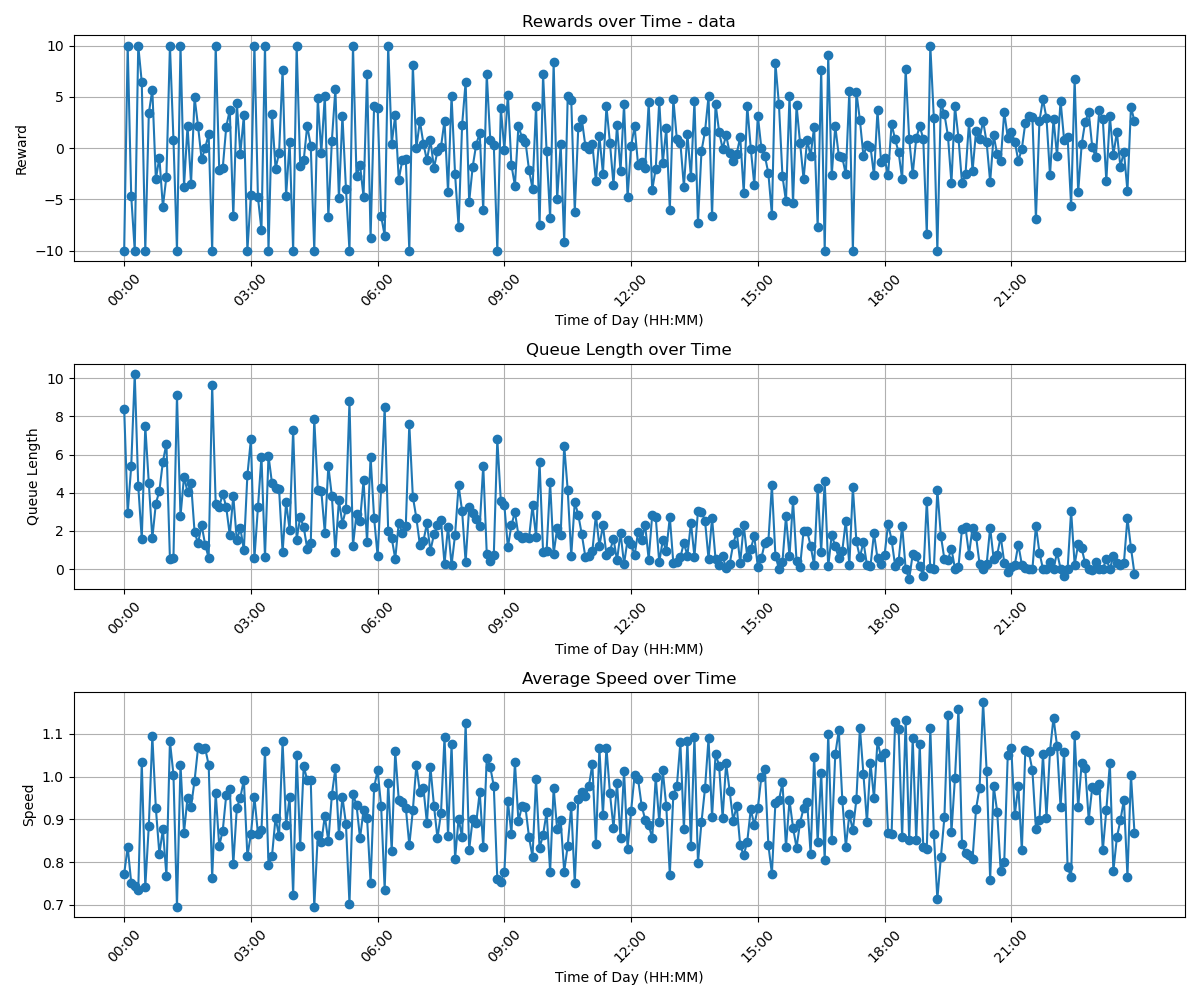 Rewards over Time - data
10
5
0
−5
−10
Reward
00:00 03:00 06:00 09:00 12:00 15:00 18:00 21:00
Time of Day (HH:MM)
Queue Length over Time
10
8
6
4
2
0
Queue Length
00:00 03:00 06:00 09:00 12:00 15:00 18:00 21:00
Time of Day (HH:MM)
Average Speed over Time
1.1
1.0
0.9
0.8
0.7
Speed
00:00 03:00 06:00 09:00 12:00 15:00 18:00 21:00
Time of Day (HH:MM)